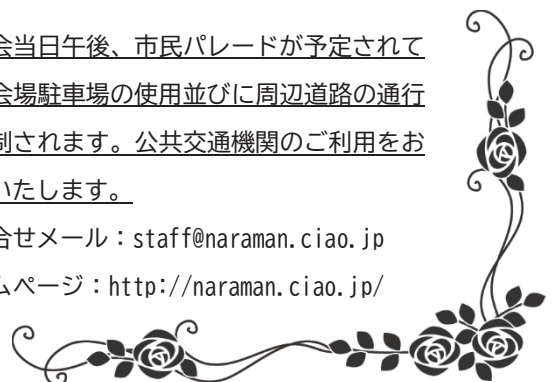 会当日午後、市民パレードが予定されて
会場駐車場の使用並びに周辺道路の通行
制されます。公共交通機関のご利用をお
いたします。
合せメール：staff@naraman.ciao.jp
ムページ：http://naraman.ciao.jp/